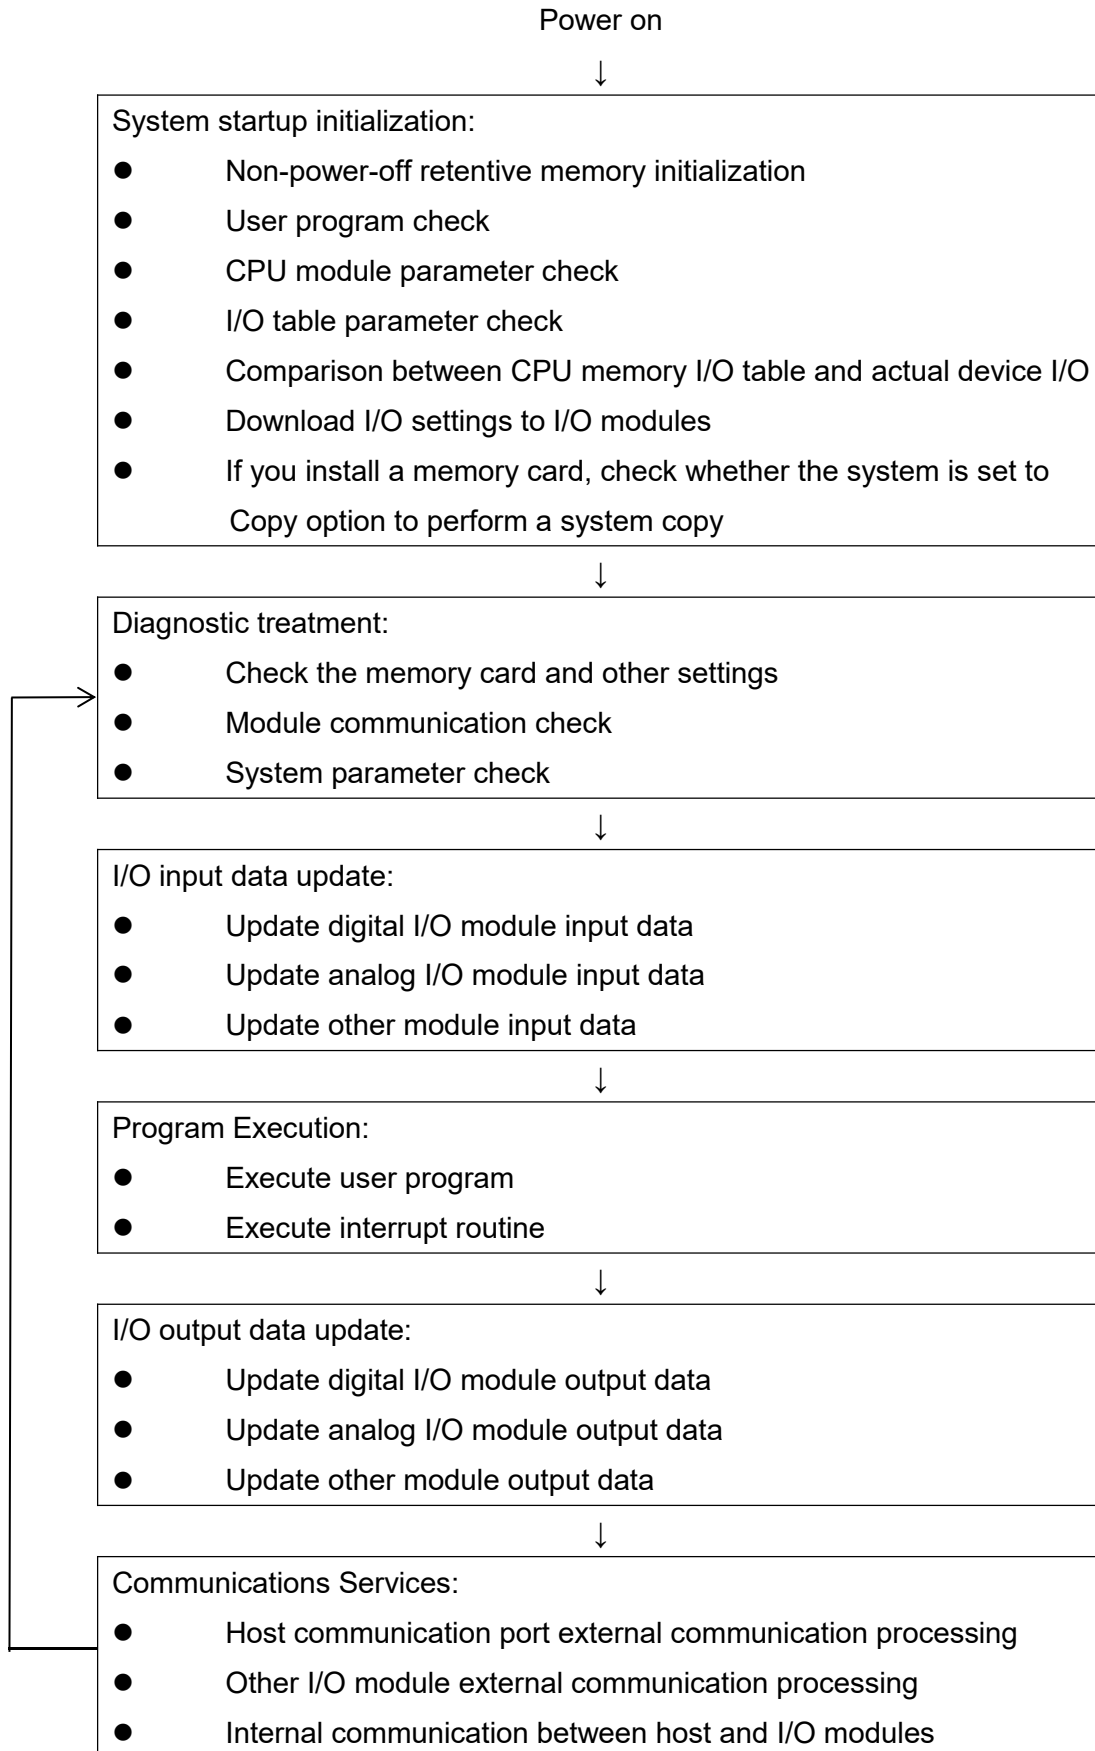 Power on
↓
System startup initialization:
● Non-power-off retentive memory initialization
● User program check
● CPU module parameter check
● I/O table parameter check
● Comparison between CPU memory I/O table and actual device I/O
● Download I/O settings to I/O modules
● If you install a memory card, check whether the system is set to
Copy option to perform a system copy
↓
Diagnostic treatment:
● Check the memory card and other settings
● Module communication check
● System parameter check
↓
I/O input data update:
● Update digital I/O module input data
● Update analog I/O module input data
● Update other module input data
↓
Program Execution:
● Execute user program
● Execute interrupt routine
↓
I/O output data update:
● Update digital I/O module output data
● Update analog I/O module output data
● Update other module output data
↓
Communications Services:
● Host communication port external communication processing
● Other I/O module external communication processing
● Internal communication between host and I/O modules